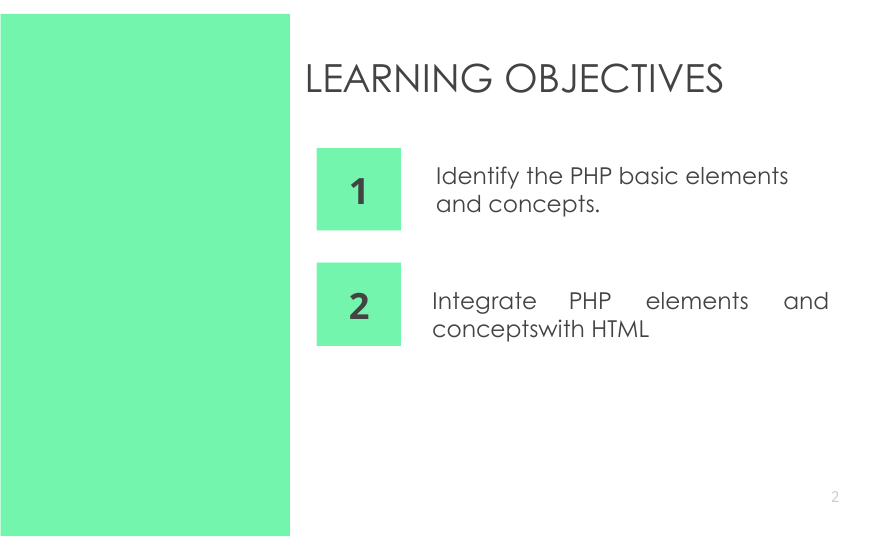 LEARNING OBJECTIVES
1
Identify the PHP basic elements
and concepts.
2
Integrate PHP elements and
conceptswith HTML
2